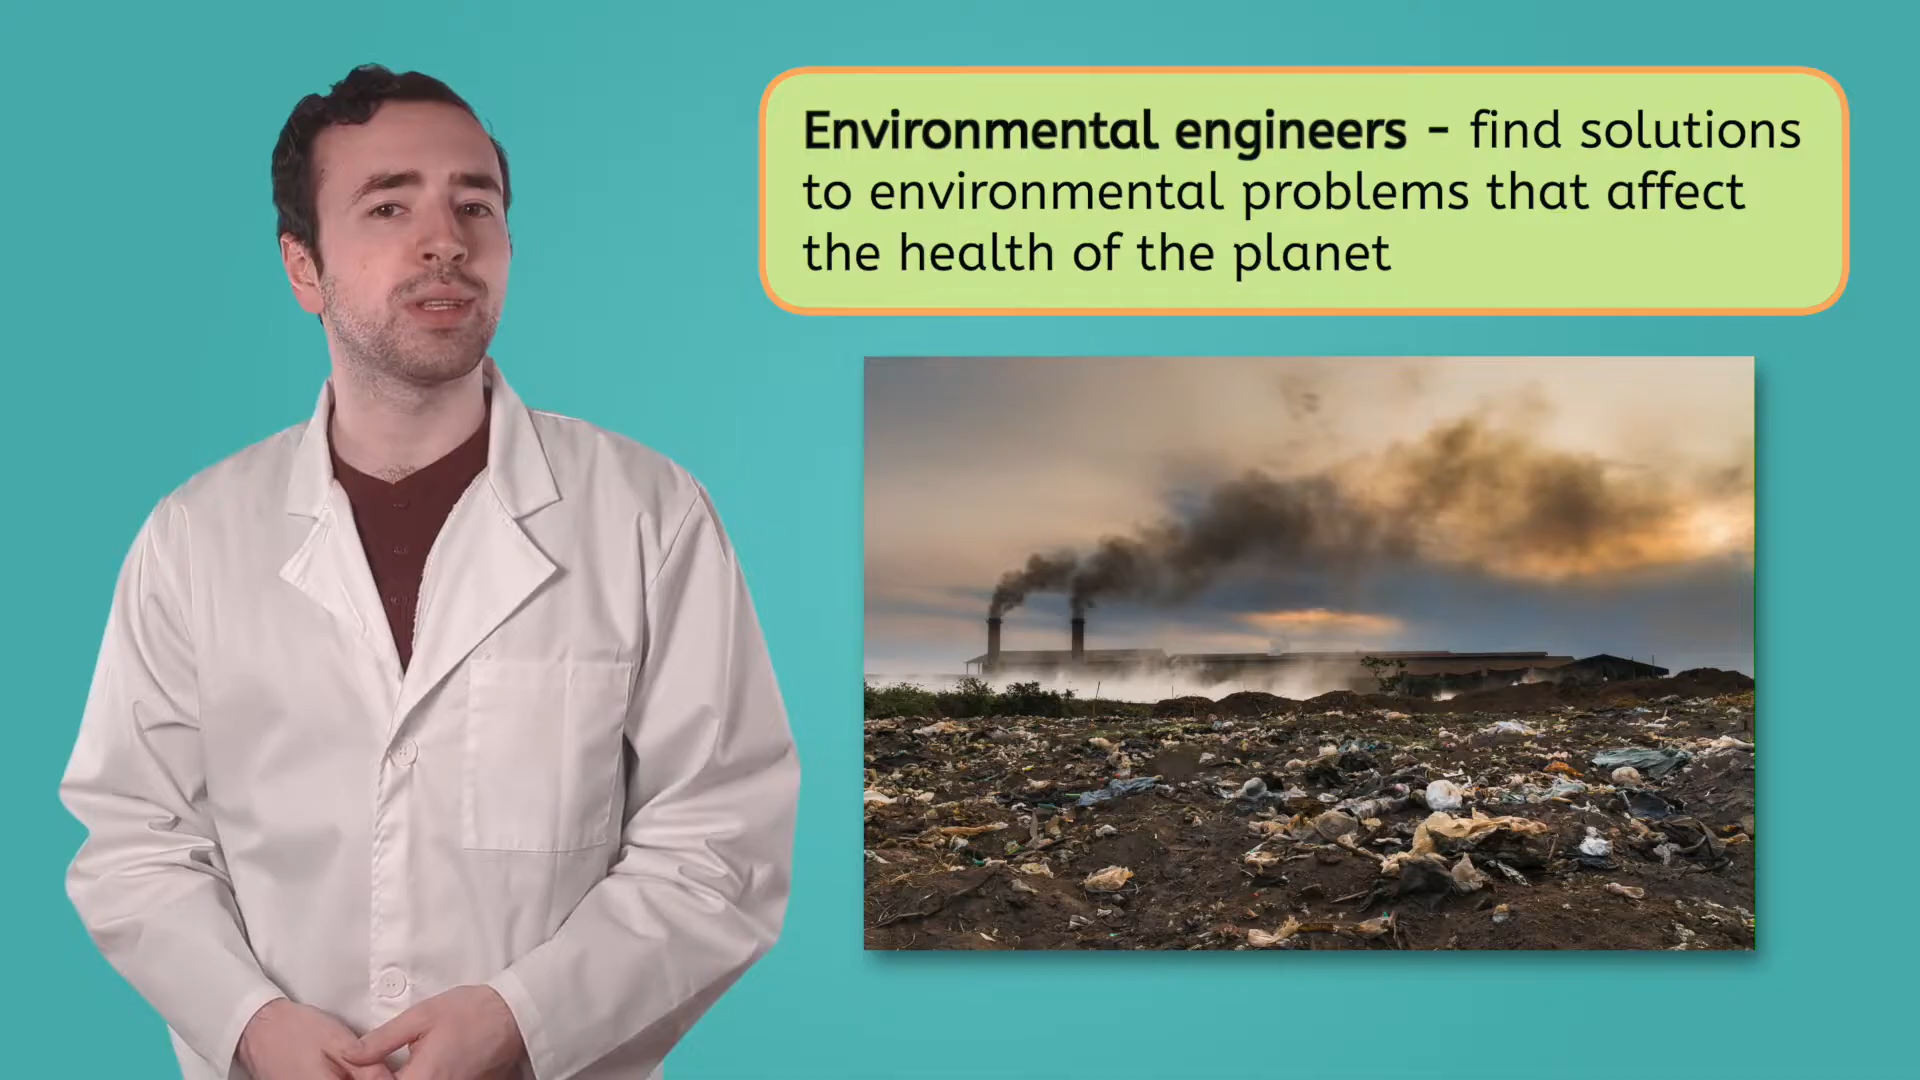 Environmental engineers - find solutions
to environmental problems that affect
the health of the planet